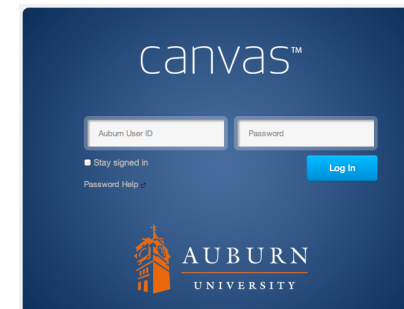 canvas™
Auburn User ID Password
Stay signed in
Log In
Password Help
AUBURN
UNIVERSITY